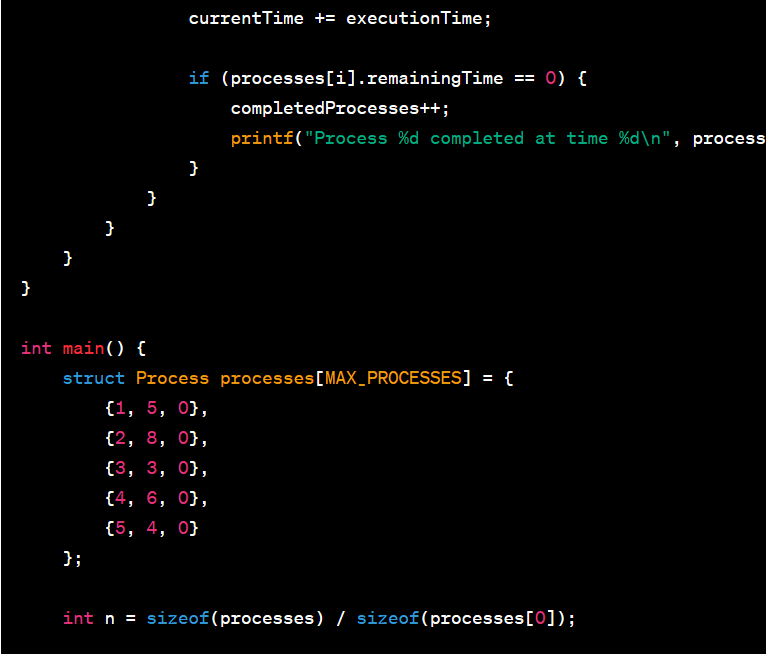 currentTime += executionTime;
if (processes[i].remainingTime == 0) {
completedProcesses++;
printf("Process %d completed at time %d\n", process
}
}
}
}
}
int main() {
struct Process processes[MAX_PROCESSES] = {
{1, 5, 0},
{2, 8, 0},
{3, 3, 0},
{4, 6, 0},
{5, 4, 0}
};
int n = sizeof(processes) / sizeof(processes[0]);